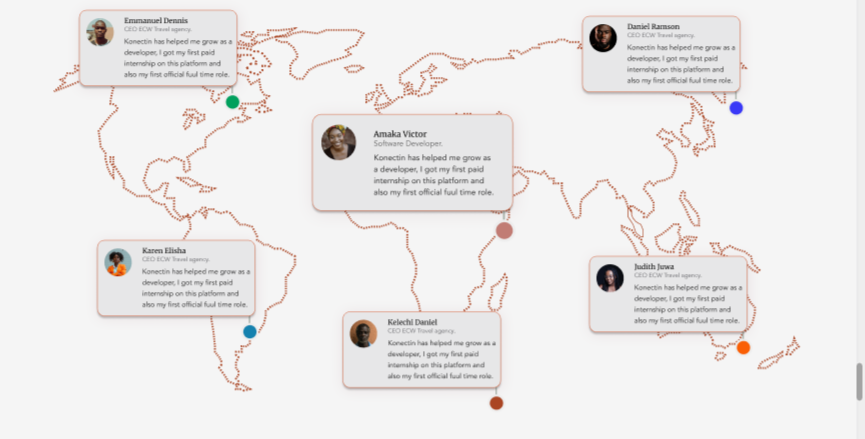 Emmanuel Dennis
CEO ECW Travel agency.
Konectin has helped me grow as a
developer, I got my first paid
internship on this platform and
also my first official fuul time role.
Daniel Ramson
CEO ECW Travel agency.
Konectin has helped me grow as a
developer, I got my first paid
internship on this platform and
also my first official fuul time role.
Amaka Victor
Software Developer.
Konectin has helped me grow as
a developer, I got my first paid
internship on this platform and
also my first official fuul time role.
Karen Elisha
CEO ECW Travel agency.
Konectin has helped me grow as a
developer, I got my first paid
internship on this platform and
also my first official fuul time role.
Judith Juwa
CEO ECW Travel agency.
Konectin has helped me grow as a
developer, I got my first paid
internship on this platform and
also my first official fuul time role.
Kelechi Daniel
CEO ECW Travel agency.
Konectin has helped me grow as a
developer, I got my first paid
internship on this platform and
also my first official fuul time role.